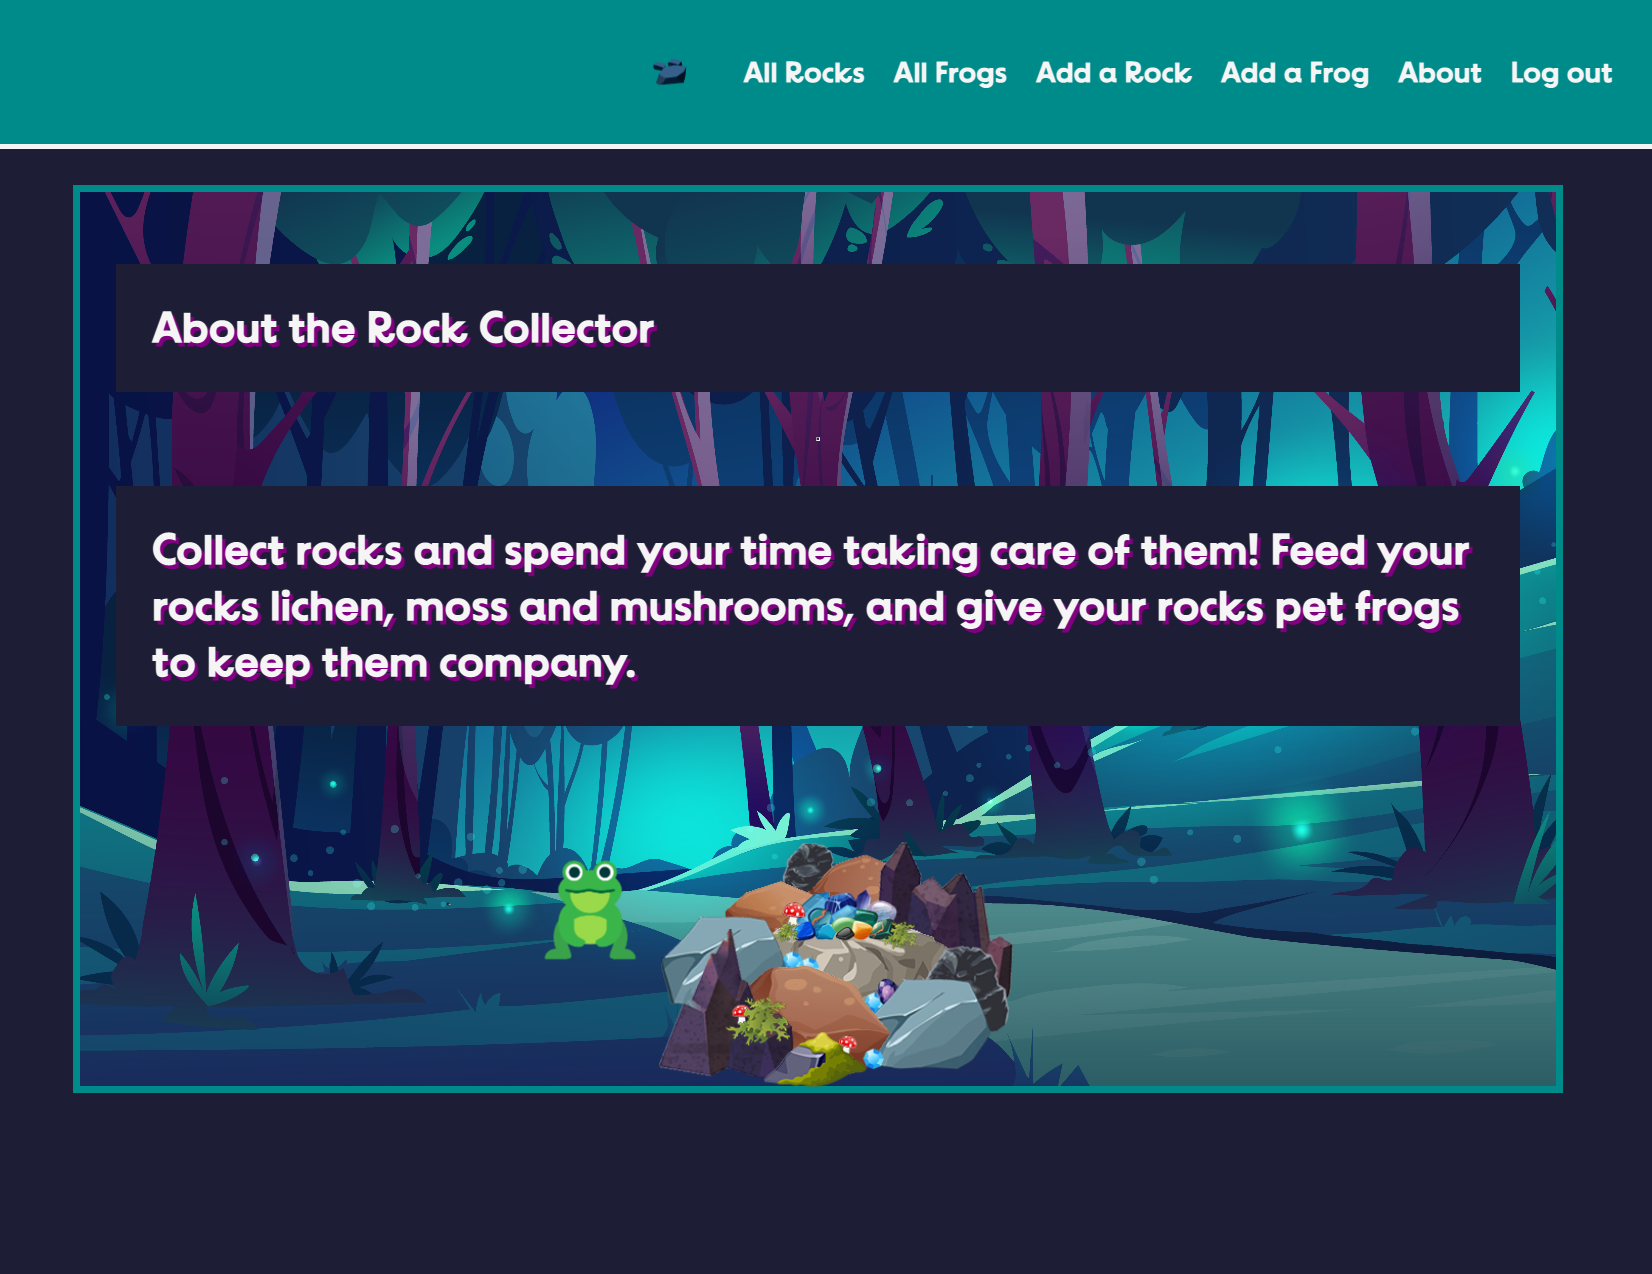 All Rocks All Frogs Add a Rock Add a Frog About Log out
About the Rock Collector
Collect rocks and spend your time taking care of them! Feed your
rocks lichen, moss and mushrooms, and give your rocks pet frogs
to keep them company.